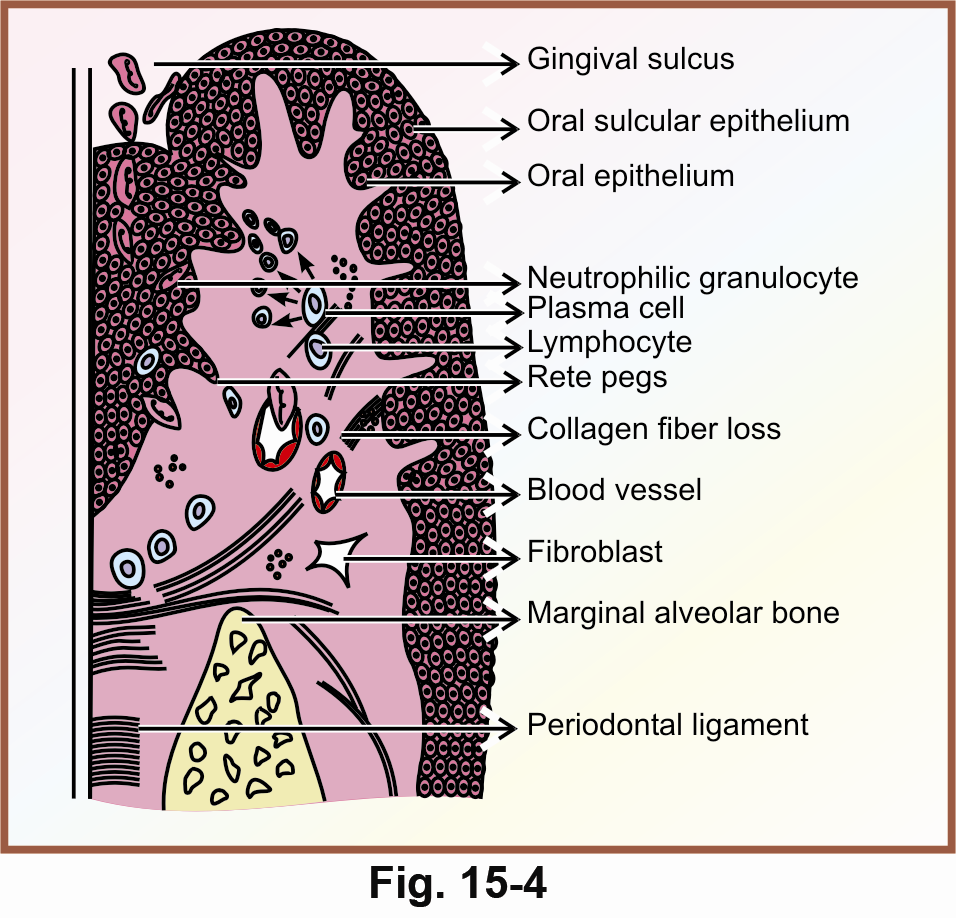 Gingival sulcus
Oral sulcular epithelium
Oral epithelium
Neutrophilic granulocyte
Plasma cell
Lymphocyte
Rete pegs
Collagen fiber loss
Blood vessel
Fibroblast
Marginal alveolar bone
Periodontal ligament
Fig. 15-4